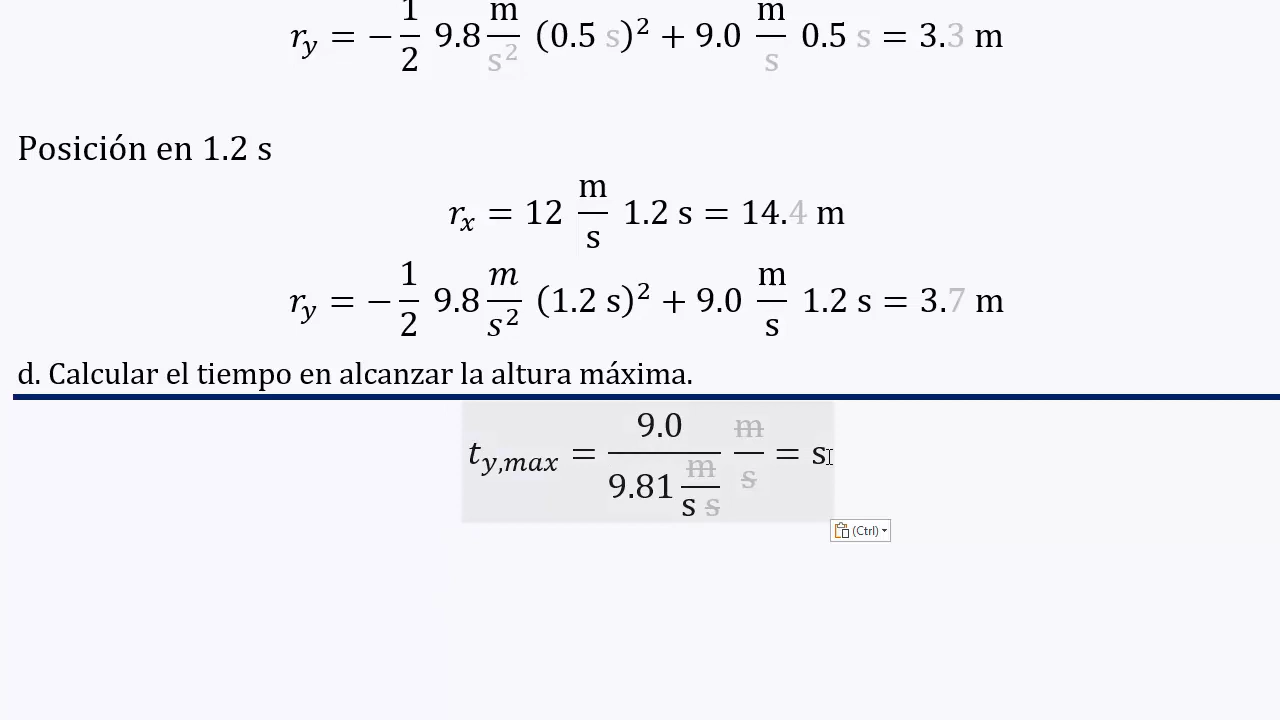 r_y = −1/2 9.8 m/s² (0.5 s)² + 9.0 m/s 0.5 s = 3.3 m
Posición en 1.2 s
r_x = 12 m/s 1.2 s = 14.4 m
r_y = −1/2 9.8 m/s² (1.2 s)² + 9.0 m/s 1.2 s = 3.7 m
d. Calcular el tiempo en alcanzar la altura máxima.
t_{y,max} = 9.0/(9.81 m/(s s)) m/s = s
(Ctrl)